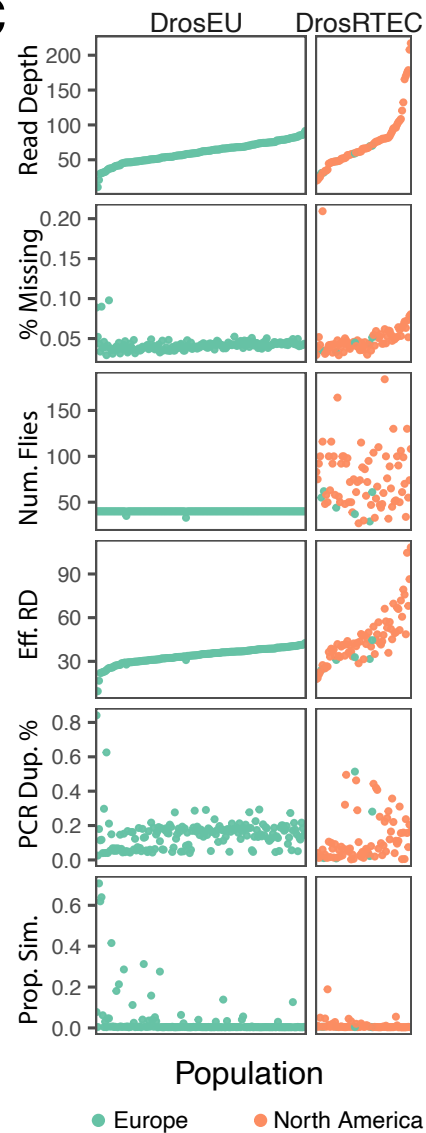 DrosEU DrosRTEC
Read Depth
200
150
100
50
% Missing
0.20
0.15
0.10
0.05
Num. Flies
150
100
50
Eff. RD
90
60
30
PCR Dup. %
0.8
0.6
0.4
0.2
0.0
Prop. Sim.
0.6
0.4
0.2
0.0
Population
Europe North America